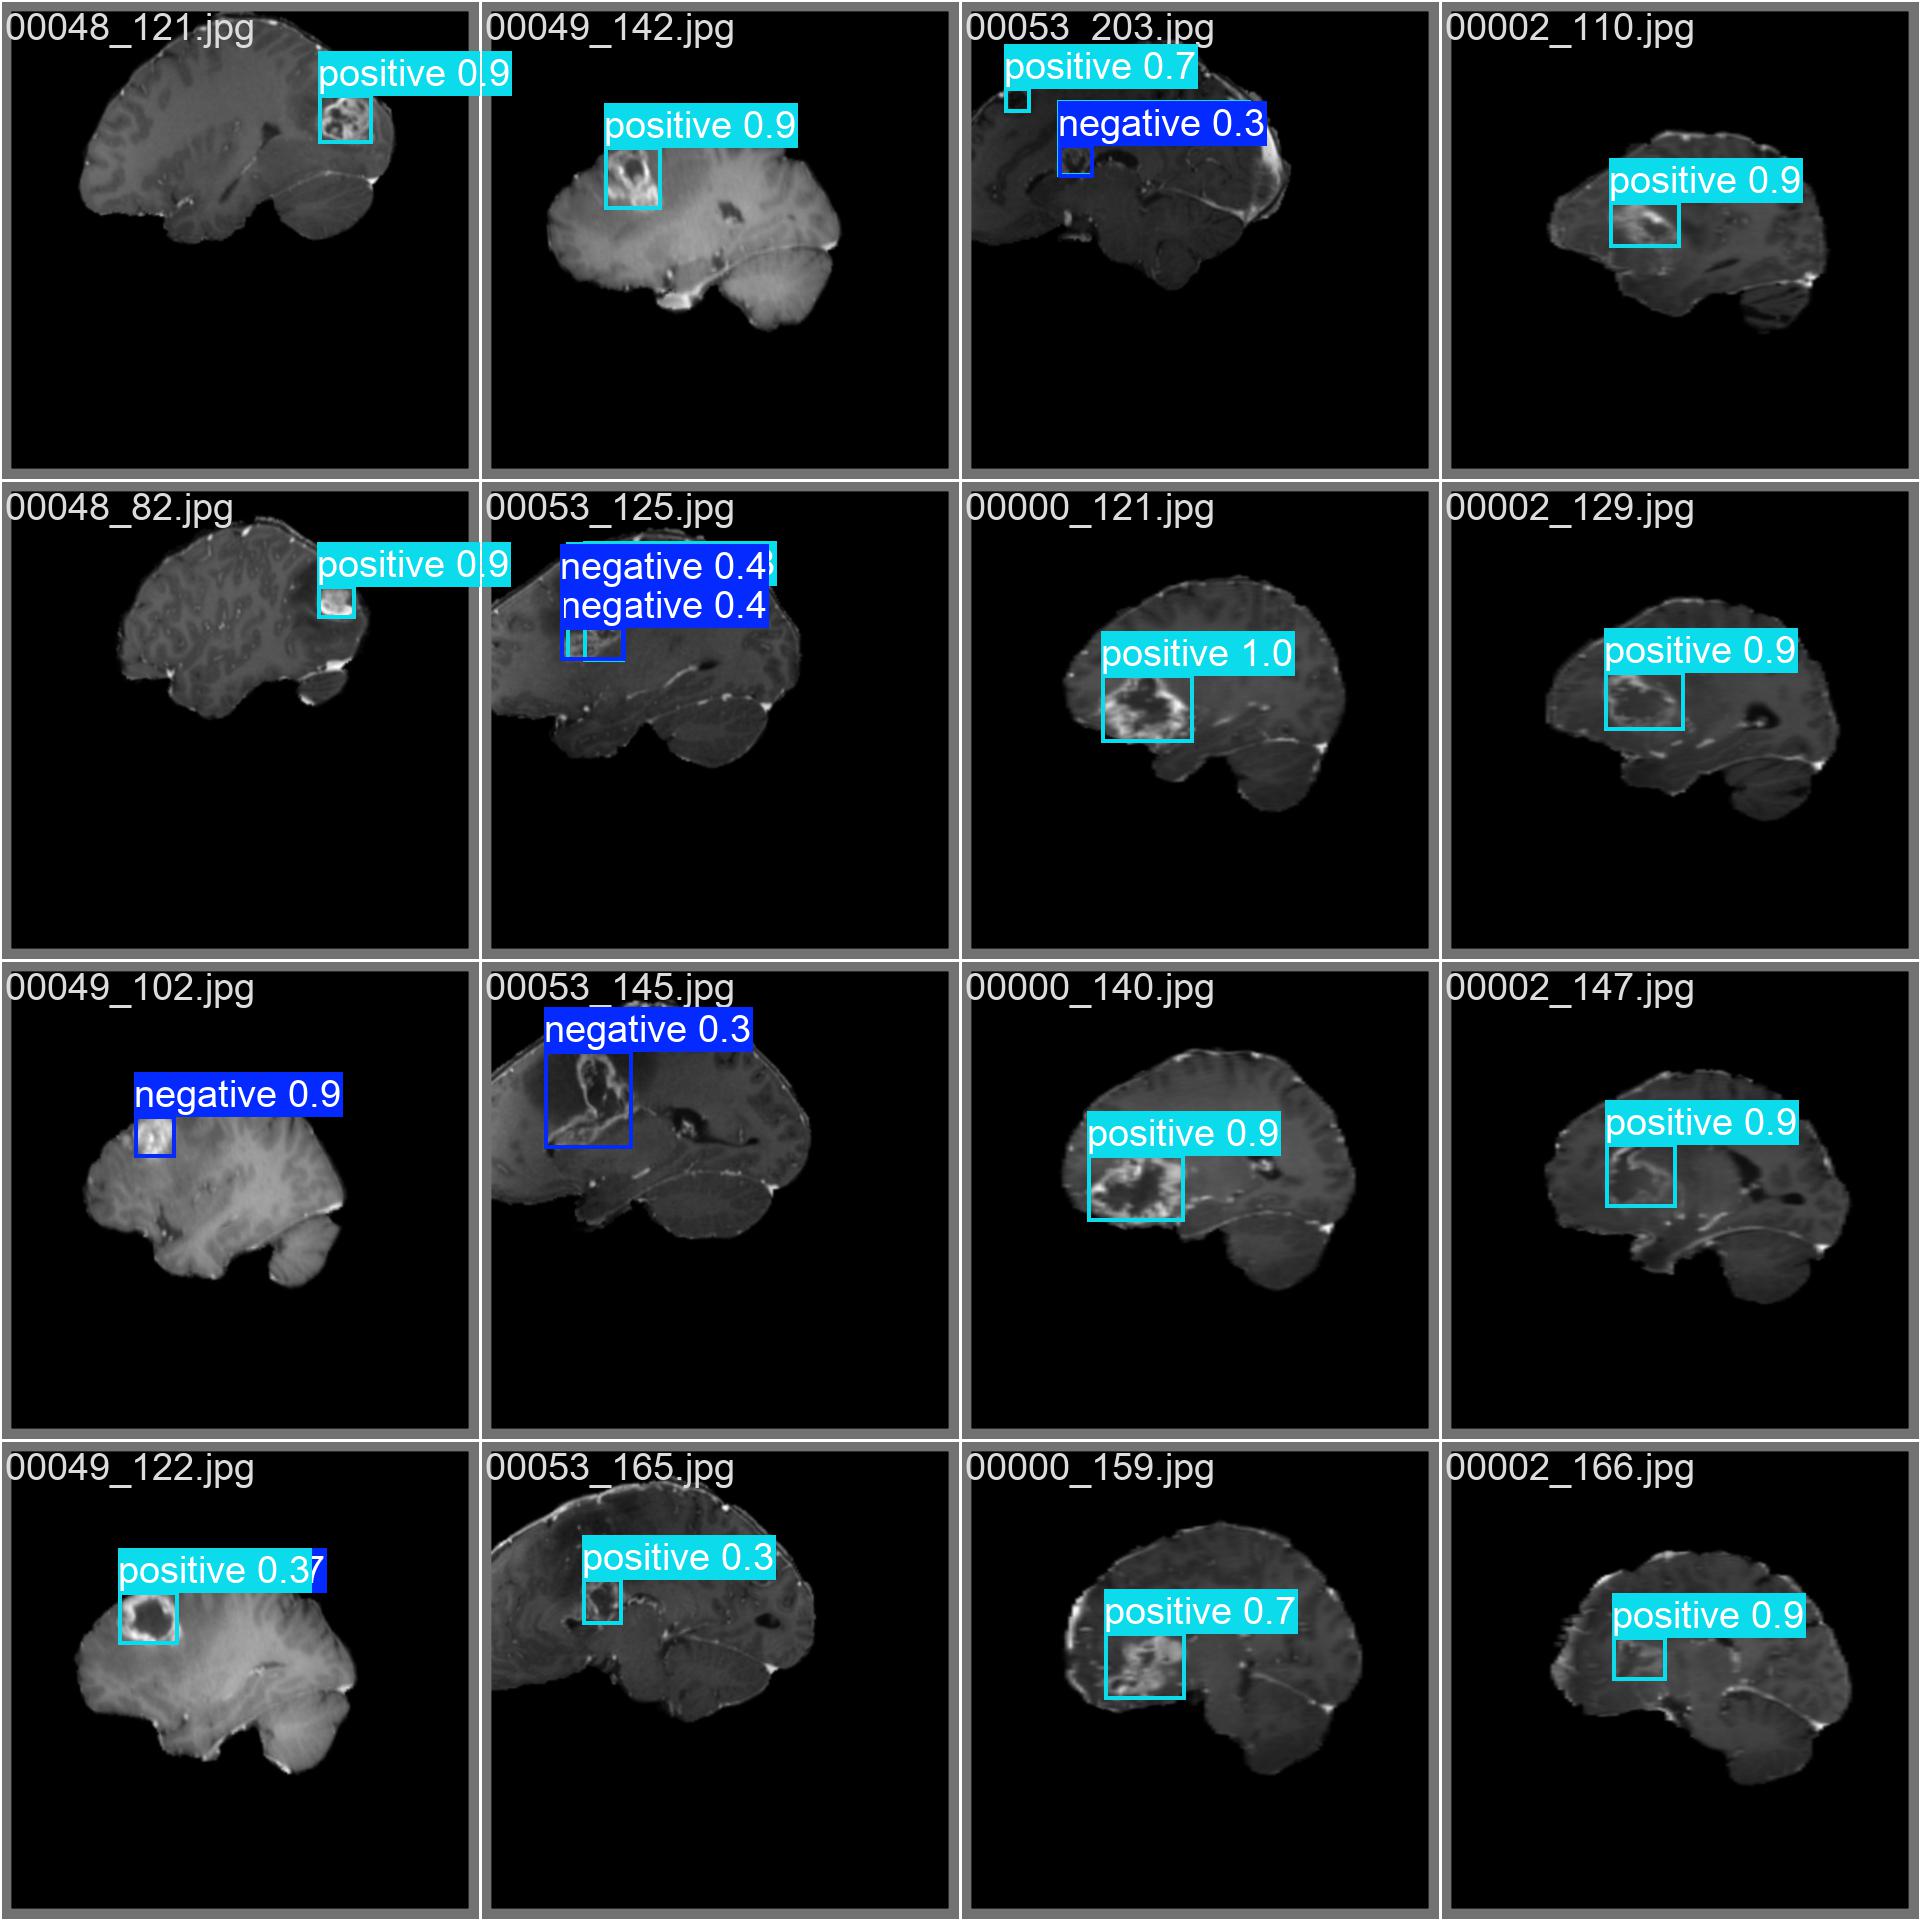 00048_121.jpg
positive 0.9
00049_142.jpg
positive 0.9
00053_203.jpg
positive 0.7
negative 0.3
00002_110.jpg
positive 0.9
00048_82.jpg
positive 0.9
00053_125.jpg
negative 0.4
negative 0.4
00000_121.jpg
positive 1.0
00002_129.jpg
positive 0.9
00049_102.jpg
negative 0.9
00053_145.jpg
negative 0.3
00000_140.jpg
positive 0.9
00002_147.jpg
positive 0.9
00049_122.jpg
positive 0.3
00053_165.jpg
positive 0.3
00000_159.jpg
positive 0.7
00002_166.jpg
positive 0.9